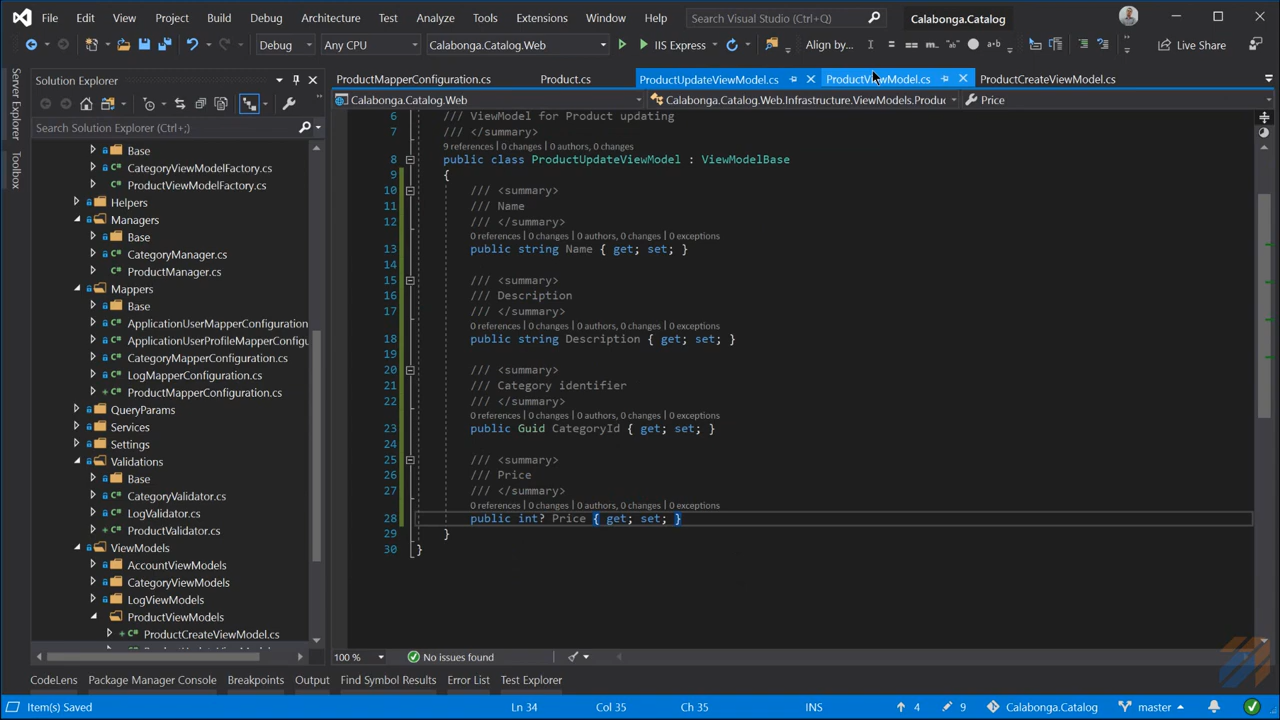 File Edit View Project Build Debug Architecture Test Analyze Tools Extensions Window Help Search Visual Studio (Ctrl+Q) Calabonga.Catalog
Debug Any CPU Calabonga.Catalog.Web IIS Express Align by... Live Share
Server Explorer
Toolbox
Solution Explorer
Search Solution Explorer (Ctrl+;)
Base
CategoryViewModelFactory.cs
ProductViewModelFactory.cs
Helpers
Managers
Base
CategoryManager.cs
ProductManager.cs
Mappers
Base
ApplicationUserMapperConfiguration
ApplicationUserProfileMapperConfigu
CategoryMapperConfiguration.cs
LogMapperConfiguration.cs
ProductMapperConfiguration.cs
QueryParams
Services
Settings
Validations
Base
CategoryValidator.cs
LogValidator.cs
ProductValidator.cs
ViewModels
AccountViewModels
CategoryViewModels
LogViewModels
ProductViewModels
ProductCreateViewModel.cs
ProductMapperConfiguration.cs Product.cs ProductUpdateViewModel.cs ProductViewModel.cs ProductCreateViewModel.cs
Calabonga.Catalog.Web Calabonga.Catalog.Web.Infrastructure.ViewModels.Produc Price
6 /// ViewModel for Product updating
7 /// </summary>
9 references | 0 changes | 0 authors, 0 changes
8 public class ProductUpdateViewModel : ViewModelBase
9 {
10 /// <summary>
11 /// Name
12 /// </summary>
0 references | 0 changes | 0 authors, 0 changes | 0 exceptions
13 public string Name { get; set; }
14
15 /// <summary>
16 /// Description
17 /// </summary>
0 references | 0 changes | 0 authors, 0 changes | 0 exceptions
18 public string Description { get; set; }
19
20 /// <summary>
21 /// Category identifier
22 /// </summary>
0 references | 0 changes | 0 authors, 0 changes | 0 exceptions
23 public Guid CategoryId { get; set; }
24
25 /// <summary>
26 /// Price
27 /// </summary>
0 references | 0 changes | 0 authors, 0 changes | 0 exceptions
28 public int? Price { get; set; }
29 }
30 }
100 % No issues found
CodeLens Package Manager Console Breakpoints Output Find Symbol Results Error List Test Explorer
Item(s) Saved Ln 34 Col 35 Ch 35 INS 4 9 Calabonga.Catalog master